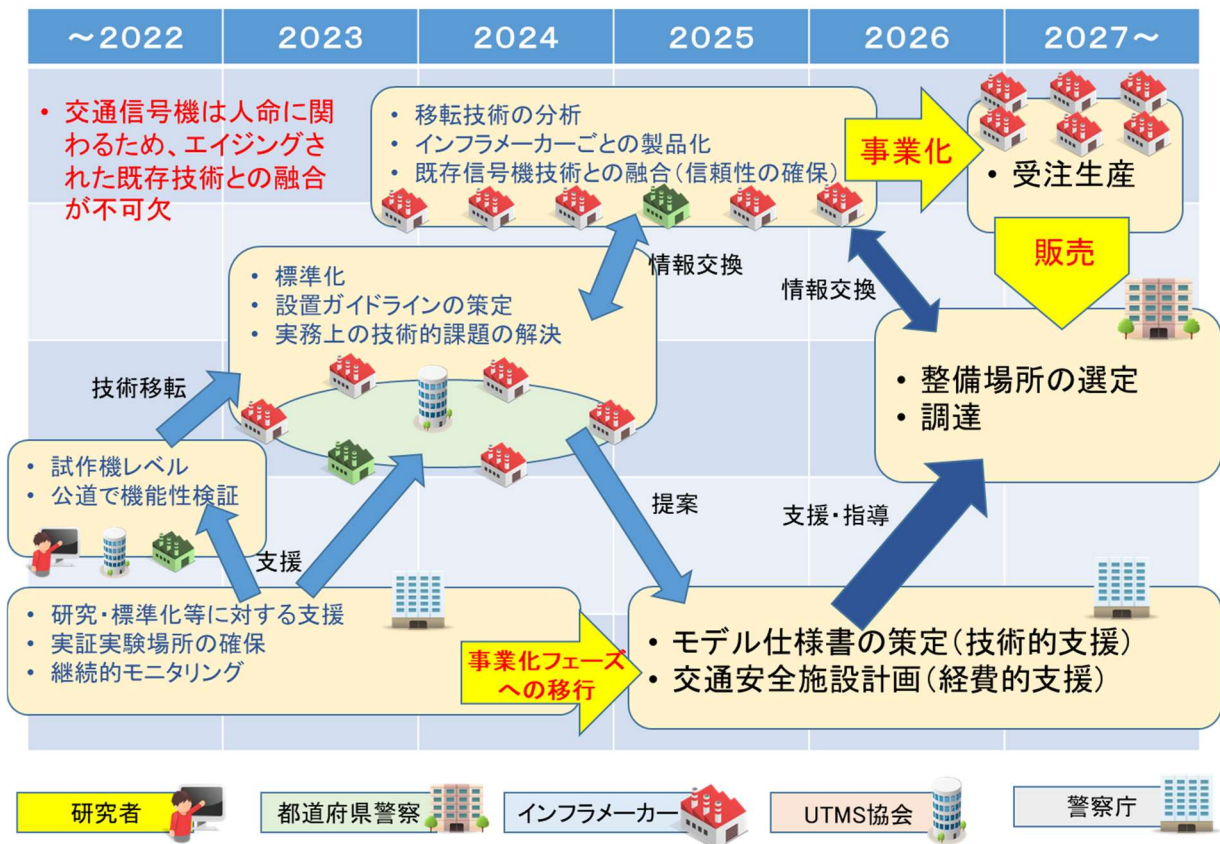 ～2022
2023
2024
2025
2026
2027～
• 交通信号機は人命に関
わるため、エイジングさ
れた既存技術との融合
が不可欠
• 移転技術の分析
• インフラメーカーごとの製品化
• 既存信号機技術との融合（信頼性の確保）
事業化
• 受注生産
販売
情報交換
情報交換
• 標準化
• 設置ガイドラインの策定
• 実務上の技術的課題の解決
• 整備場所の選定
• 調達
技術移転
• 試作機レベル
• 公道で機能性検証
支援
提案
支援・指導
• 研究・標準化等に対する支援
• 実証実験場所の確保
• 継続的モニタリング
事業化フェーズ
への移行
• モデル仕様書の策定（技術的支援）
• 交通安全施設計画（経費的支援）
研究者
都道府県警察
インフラメーカー
UTMS協会
警察庁